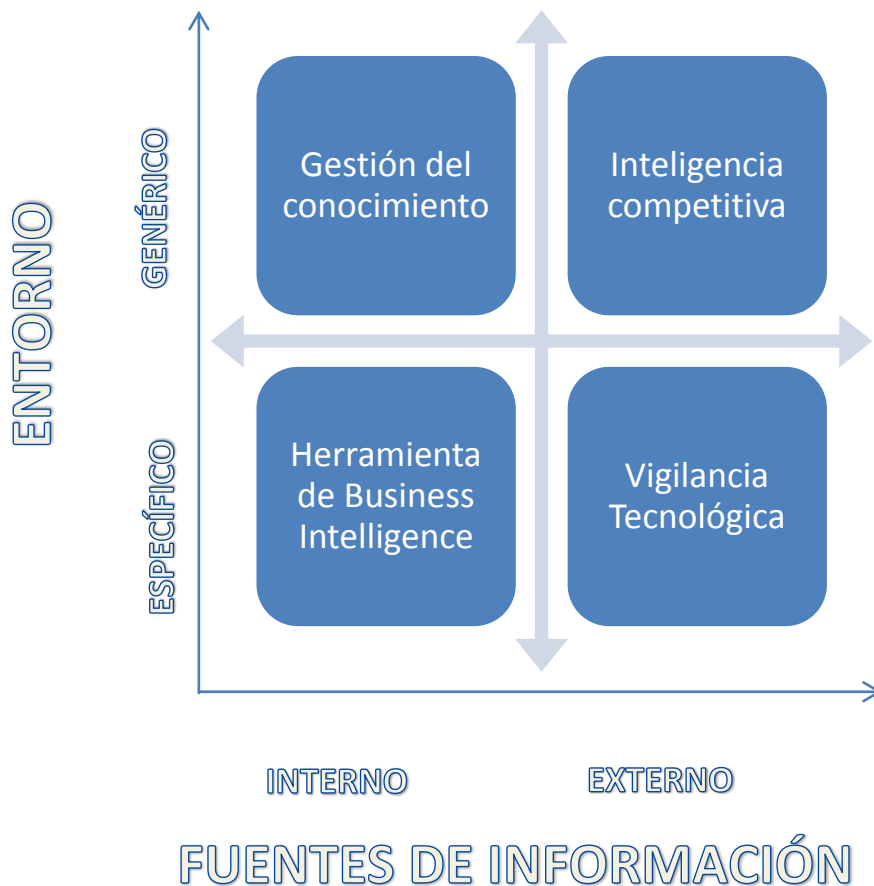 ENTORNO
GENÉRICO
ESPECÍFICO
Gestión del
conocimiento
Inteligencia
competitiva
Herramienta
de Business
Intelligence
Vigilancia
Tecnológica
INTERNO
EXTERNO
FUENTES DE INFORMACIÓN